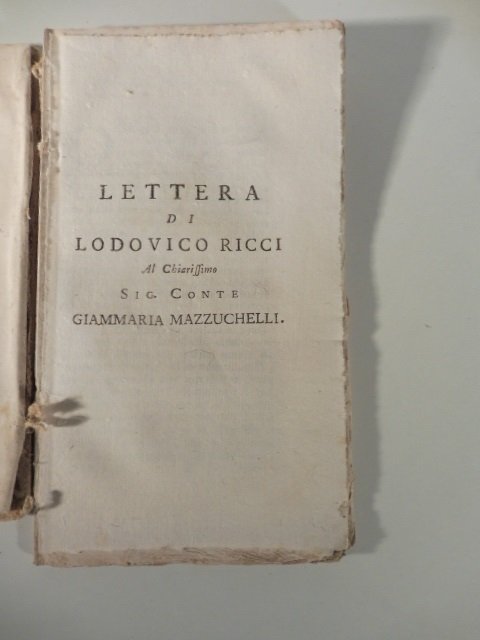 LETTERA
DI
LODOVICO RICCI
Al Chiariſſimo
SIG. CONTE
GIAMMARIA MAZZUCHELLI.